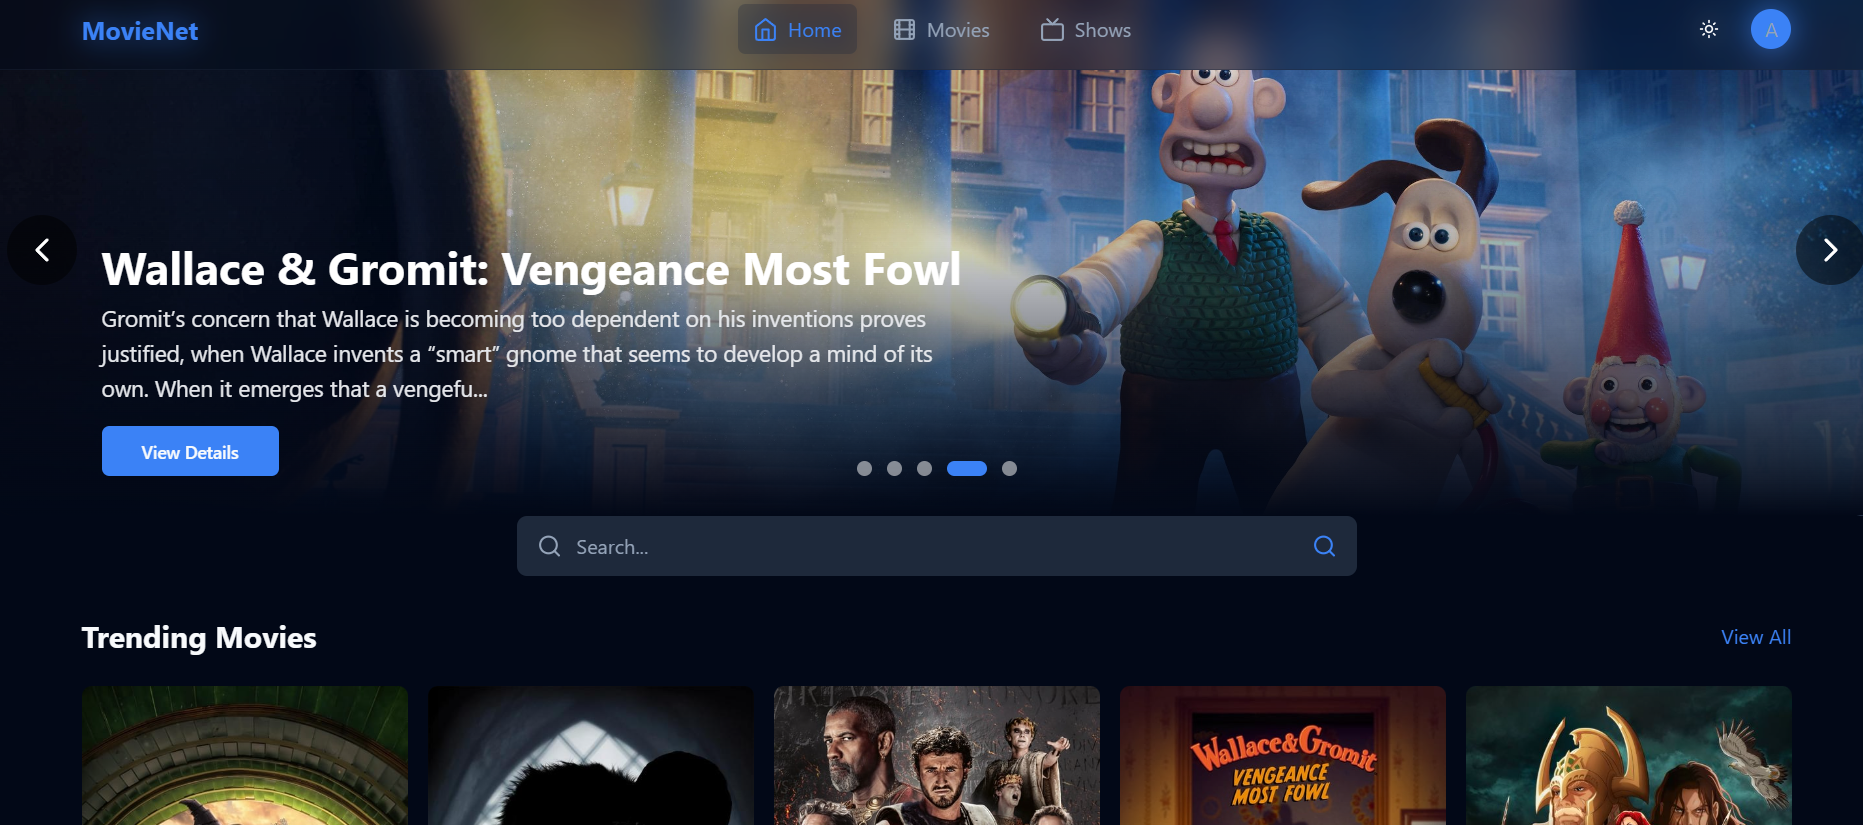 MovieNet
Home
Movies
Shows
A
Wallace & Gromit: Vengeance Most Fowl
Gromit’s concern that Wallace is becoming too dependent on his inventions proves
justified, when Wallace invents a “smart” gnome that seems to develop a mind of its
own. When it emerges that a vengefu...
View Details
Search...
Trending Movies
View All
Wallace & Gromit
VENGEANCE
MOST FOWL